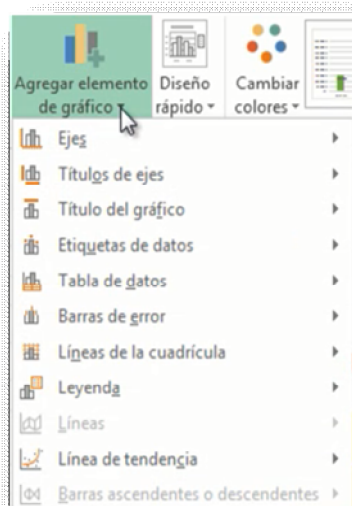 Agregar elemento de gráfico
Diseño rápido
Cambiar colores
Ejes
Títulos de ejes
Título del gráfico
Etiquetas de datos
Tabla de datos
Barras de error
Líneas de la cuadrícula
Leyenda
Líneas
Línea de tendencia
Barras ascendentes o descendentes